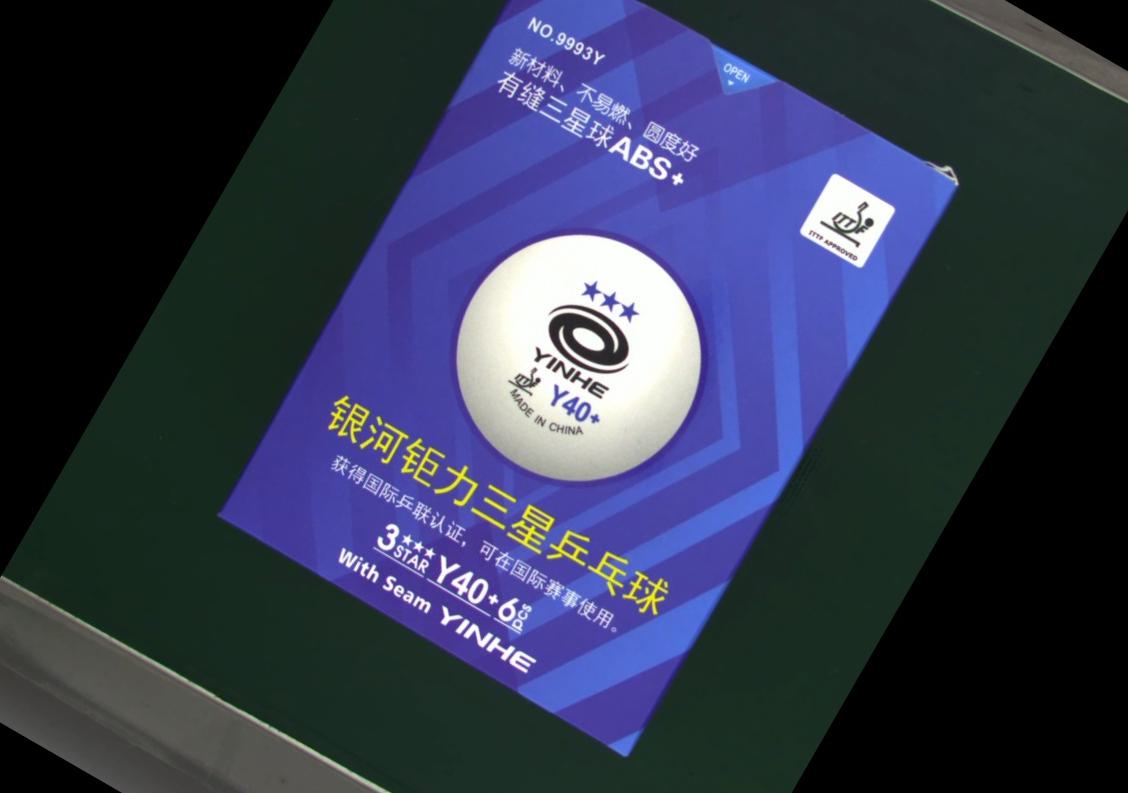 NO.9993Y
OPEN
新材料、不易燃、圆度好
有缝三星球ABS+
ITTF
ITTF APPROVED
YINHE
ITTF Y40+
MADE IN CHINA
银河钜力三星乒乓球
获得国际乒联认证，可在国际赛事使用。
3 STAR Y40+ 6 PCS
With Seam YINHE